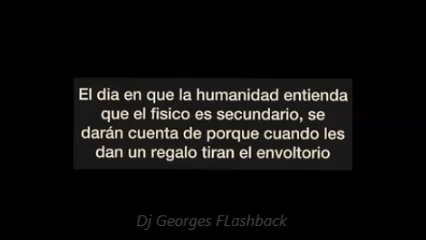 El dia en que la humanidad entienda
que el fisico es secundario, se
darán cuenta de porque cuando les
dan un regalo tiran el envoltorio
Dj Georges FLashback